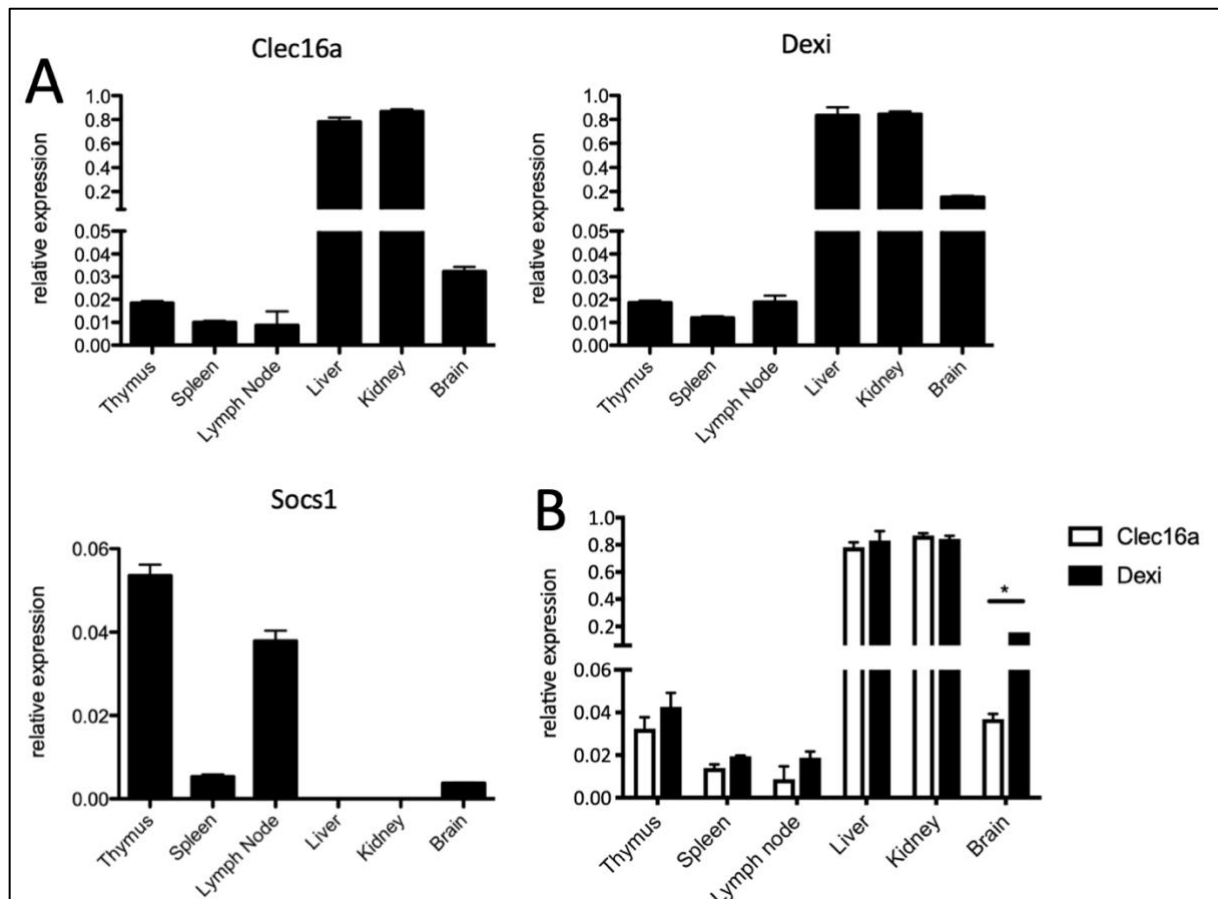 A
Clec16a
relative expression
1.0
0.8
0.6
0.4
0.2
0.05
0.04
0.03
0.02
0.01
0.00
Thymus
Spleen
Lymph Node
Liver
Kidney
Brain
Dexi
relative expression
1.0
0.8
0.6
0.4
0.2
0.05
0.04
0.03
0.02
0.01
0.00
Thymus
Spleen
Lymph Node
Liver
Kidney
Brain
Socs1
relative expression
0.06
0.04
0.02
0.00
Thymus
Spleen
Lymph Node
Liver
Kidney
Brain
B
relative expression
1.0
0.8
0.6
0.4
0.2
0.06
0.04
0.02
0.00
*
Thymus
Spleen
Lymph node
Liver
Kidney
Brain
Clec16a
Dexi